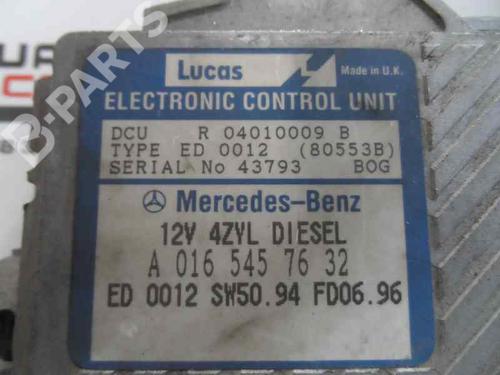 Lucas
Made in U.K.
ELECTRONIC CONTROL UNIT
DCU R 04010009 B
TYPE ED 0012 (80553B)
SERIAL No 43793 BOG
Mercedes-Benz
12V 4ZYL DIESEL
A 016 545 76 32
ED 0012 SW50.94 FD06.96
B-PARTS